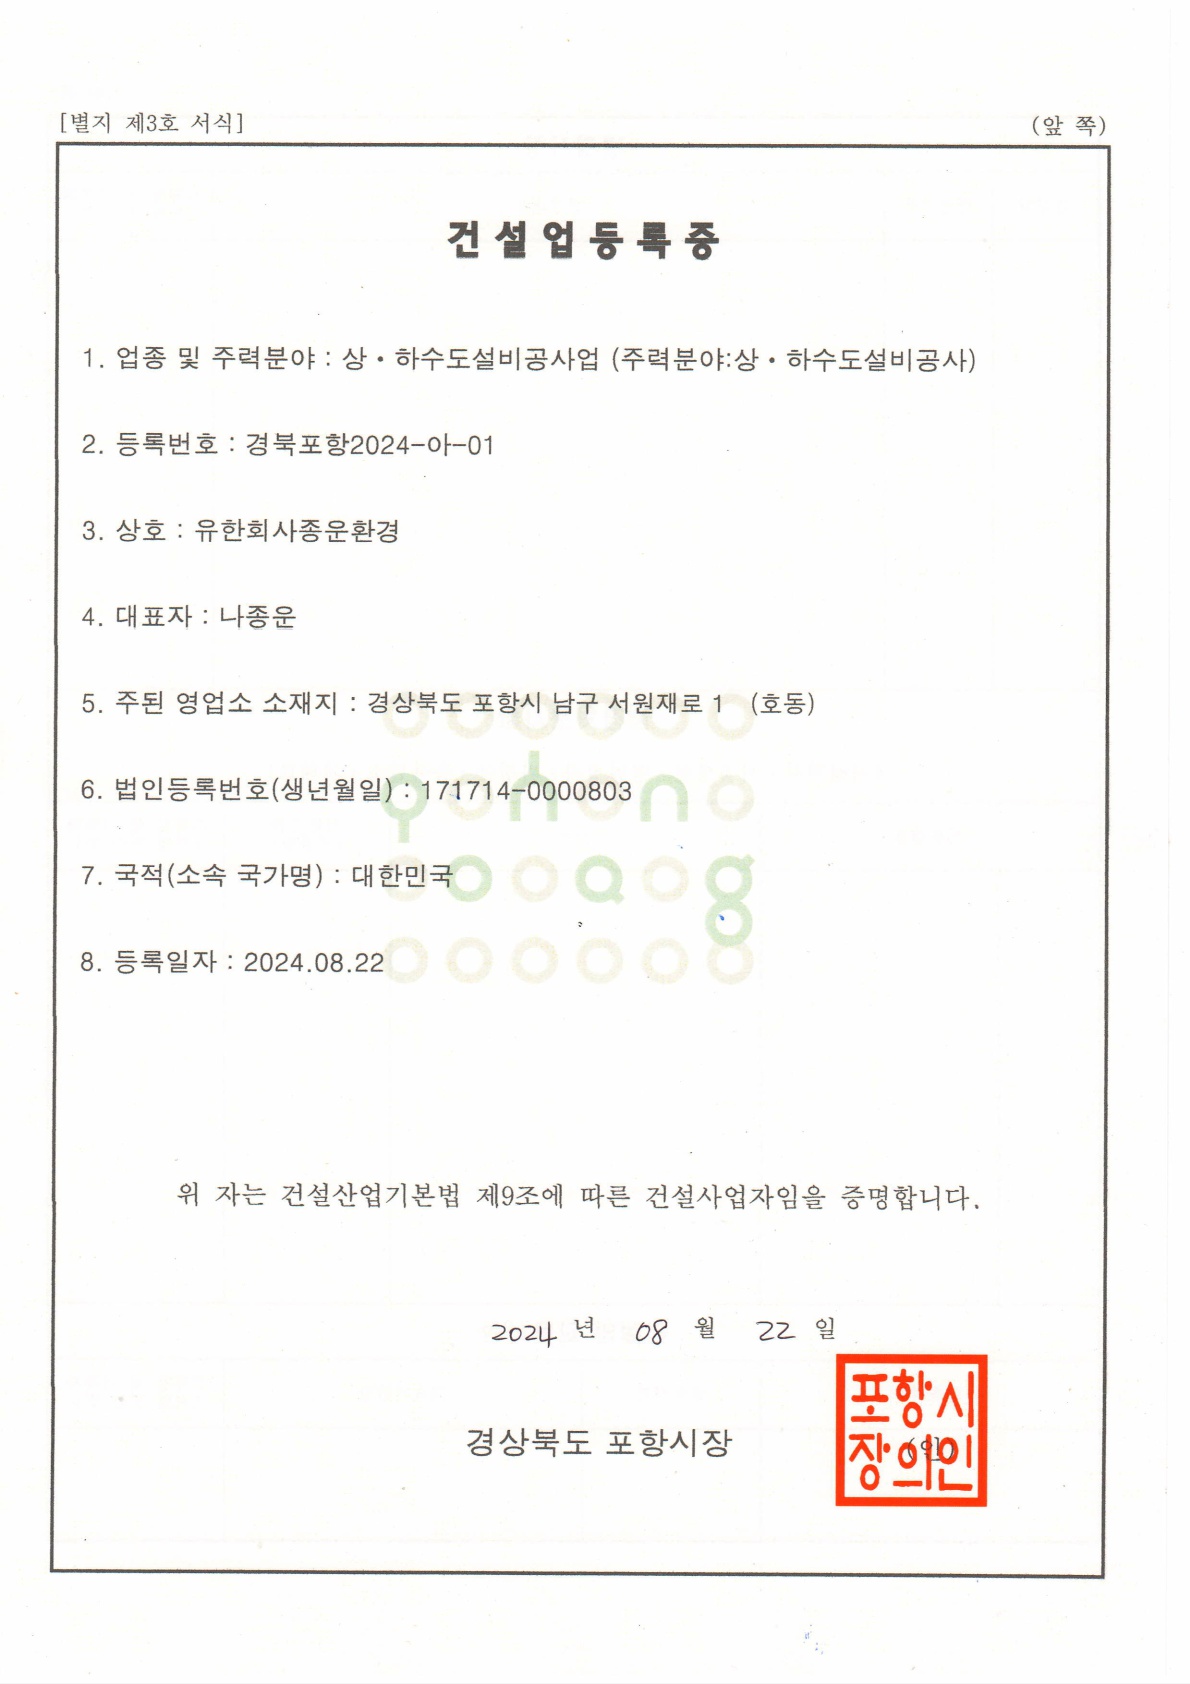 [별지 제3호 서식]
(앞 쪽)
건설업등록증
1. 업종 및 주력분야 : 상・하수도설비공사업 (주력분야:상・하수도설비공사)
2. 등록번호 : 경북포항2024-아-01
3. 상호 : 유한회사종운환경
4. 대표자 : 나종운
5. 주된 영업소 소재지 : 경상북도 포항시 남구 서원재로 1 (호동)
6. 법인등록번호(생년월일) : 171714-0000803
7. 국적(소속 국가명) : 대한민국
8. 등록일자 : 2024.08.22
위 자는 건설산업기본법 제9조에 따른 건설사업자임을 증명합니다.
2024 년 08 월 22 일
경상북도 포항시장 (인)
포항시
장의인